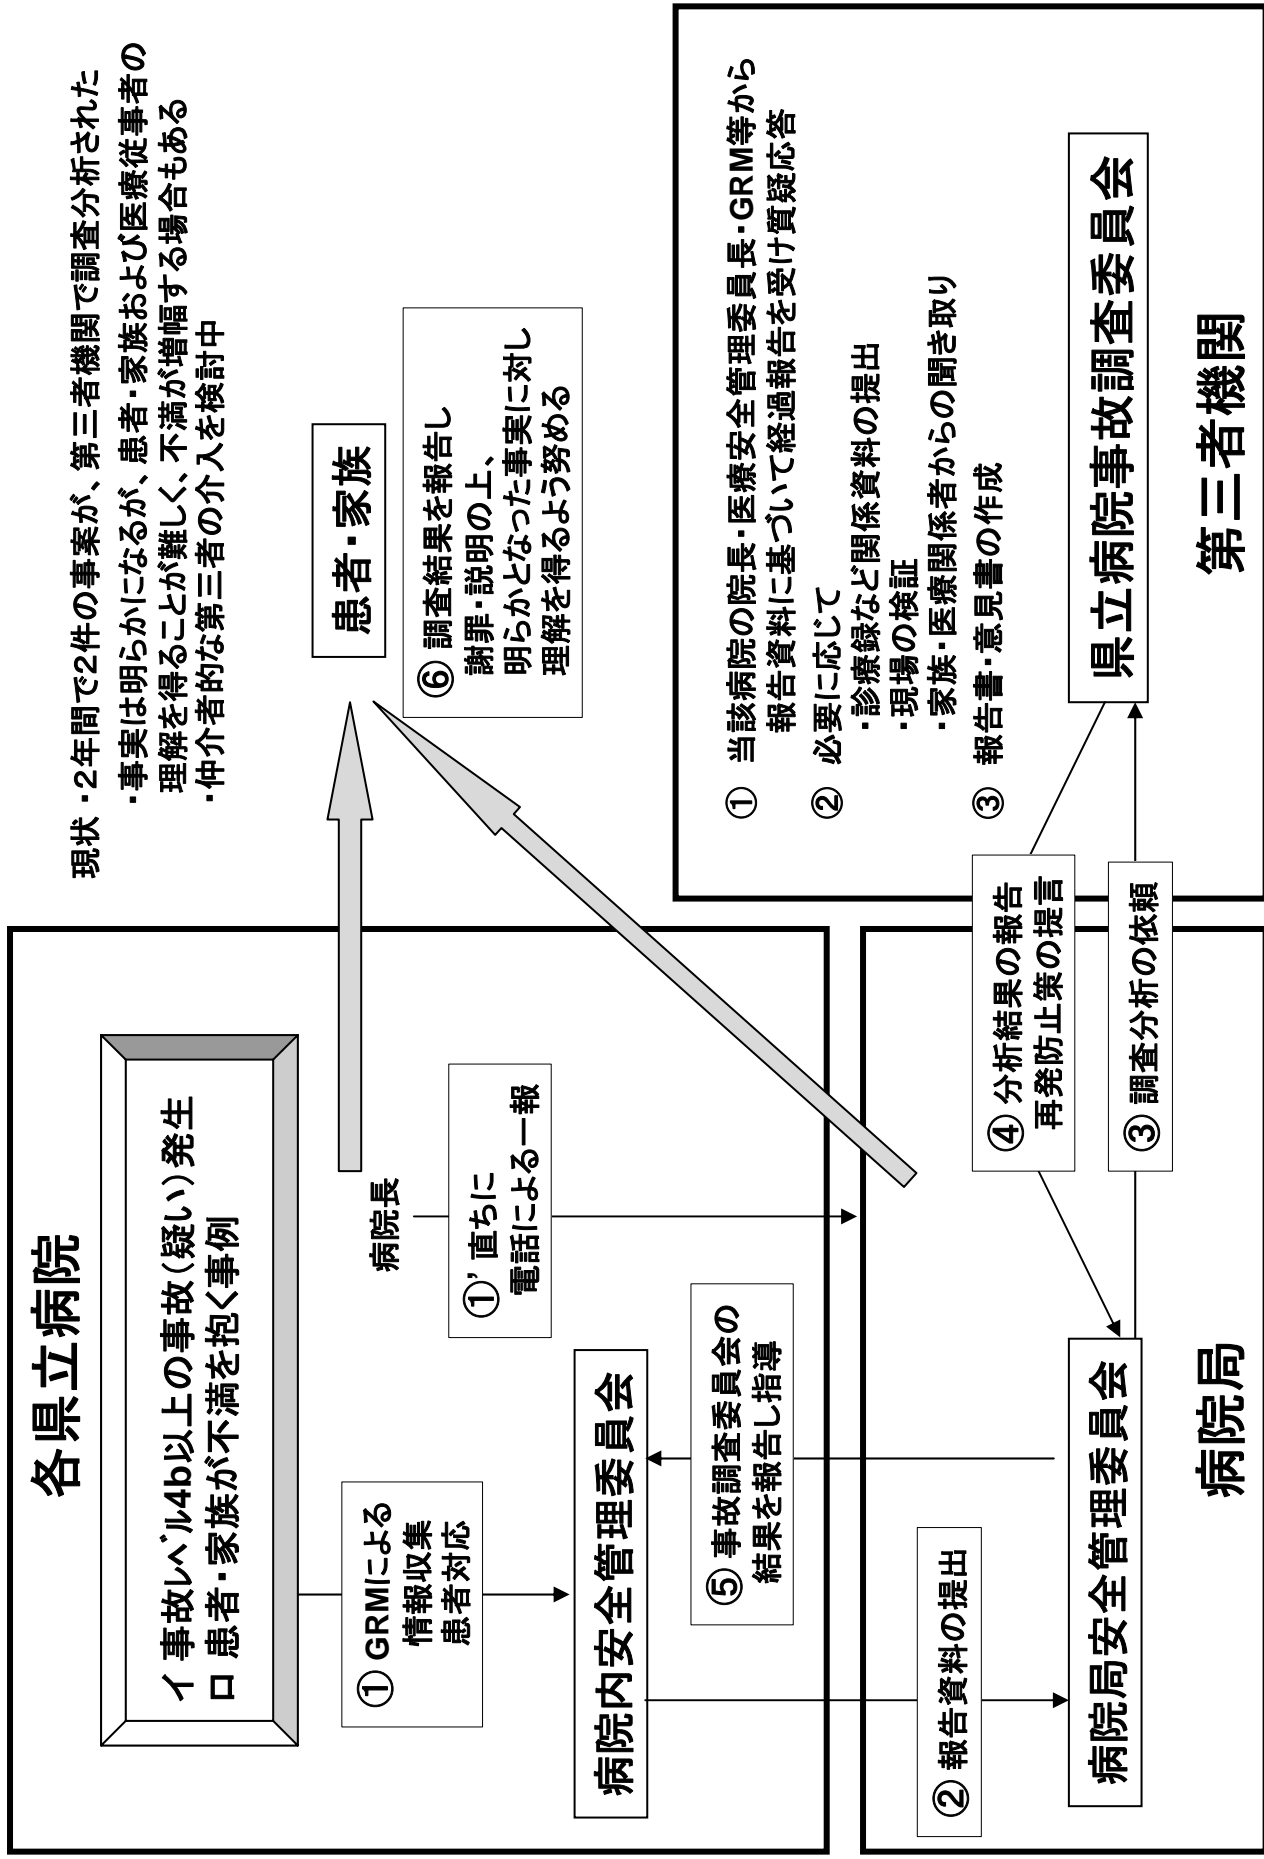 各県立病院
イ 事故レベル4b以上の事故(疑い)発生
ロ 患者・家族が不満を抱く事例
① GRMによる
情報収集
患者対応
病院長
①’ 直ちに
電話による一報
院内安全管理委員会
⑤ 事故調査委員会の
結果を報告し指導
② 報告資料の提出
病院局安全管理委員会
病院局
現状 ・2年間で2件の事案が、第三者機関で調査分析された
・事実は明らかになるが、患者・家族および医療従事者の
理解を得ることが難しく、不満が増幅する場合もある
・仲介者的な第三者の介入を検討中
患者・家族
⑥ 調査結果を報告し
謝罪・説明の上、
明らかとなった事実に対し
理解を得るよう努める
① 当該病院の院長・医療安全管理委員長・GRM等から
報告資料に基づいて経過報告を受け質疑応答
② 必要に応じて
・診療録など関係資料の提出
・現場の検証
・家族・医療関係者からの聞き取り
③ 報告書・意見書の作成
④ 分析結果の報告
再発防止策の提言
③ 調査分析の依頼
県立病院事故調査委員会
第三者機関